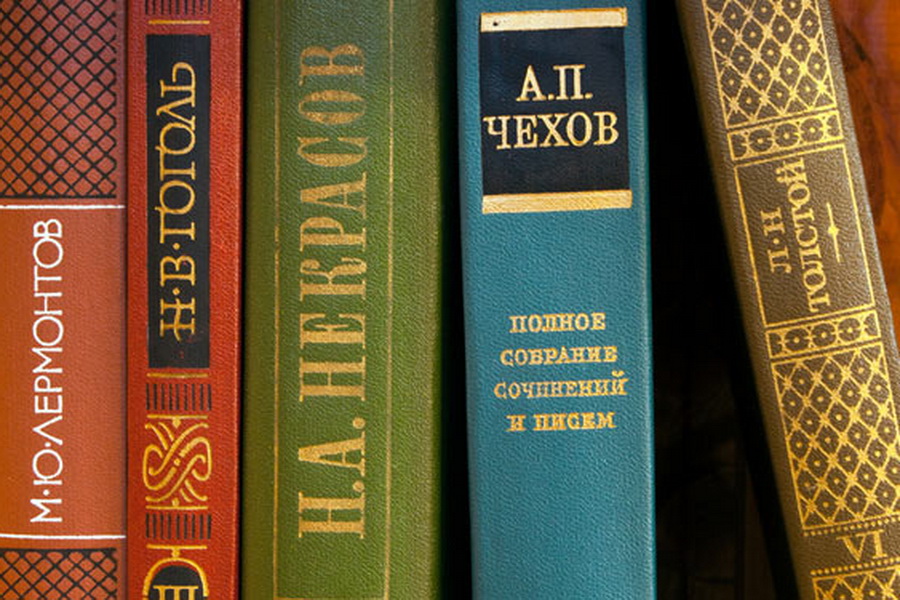 М·Ю·ЛЕРМОНТОВ
Н·В·ГОГОЛЬ
Н.А. НЕКРАСОВ
А.П.
ЧЕХОВ
ПОЛНОЕ
СОБРАНИЕ
СОЧИНЕНИЙ
И ПИСЕМ
Л·Н
ТОЛСТОЙ
VI